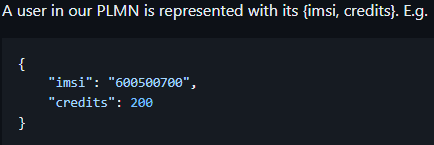 A user in our PLMN is represented with its {imsi, credits}. E.g.
{
    "imsi": "600500700",
    "credits": 200
}